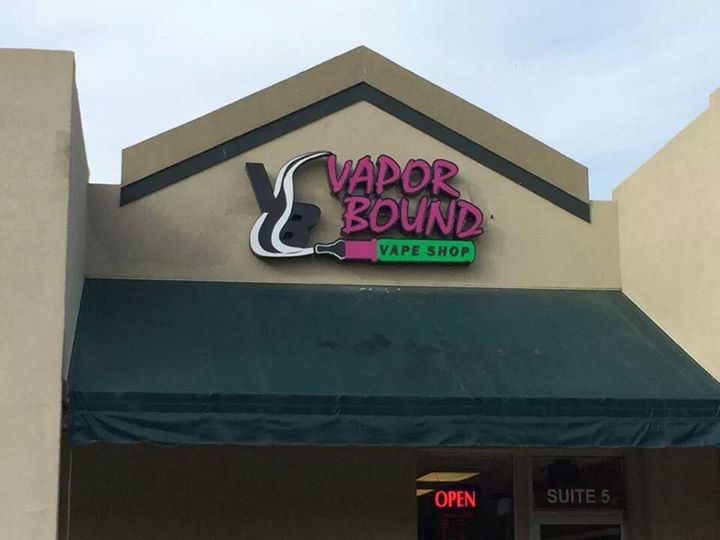 VB
VAPOR
BOUND
VAPE SHOP
OPEN
SUITE 5